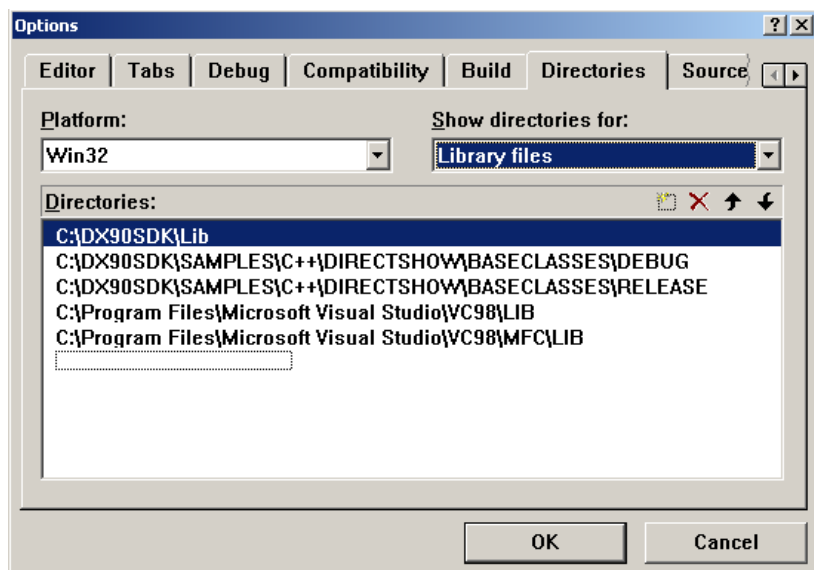 Options
Editor Tabs Debug Compatibility Build Directories Source
Platform: Show directories for:
Win32 Library files
Directories:
C:\DX90SDK\Lib
C:\DX90SDK\SAMPLES\C++\DIRECTSHOW\BASECLASSES\DEBUG
C:\DX90SDK\SAMPLES\C++\DIRECTSHOW\BASECLASSES\RELEASE
C:\Program Files\Microsoft Visual Studio\VC98\LIB
C:\Program Files\Microsoft Visual Studio\VC98\MFC\LIB
OK Cancel